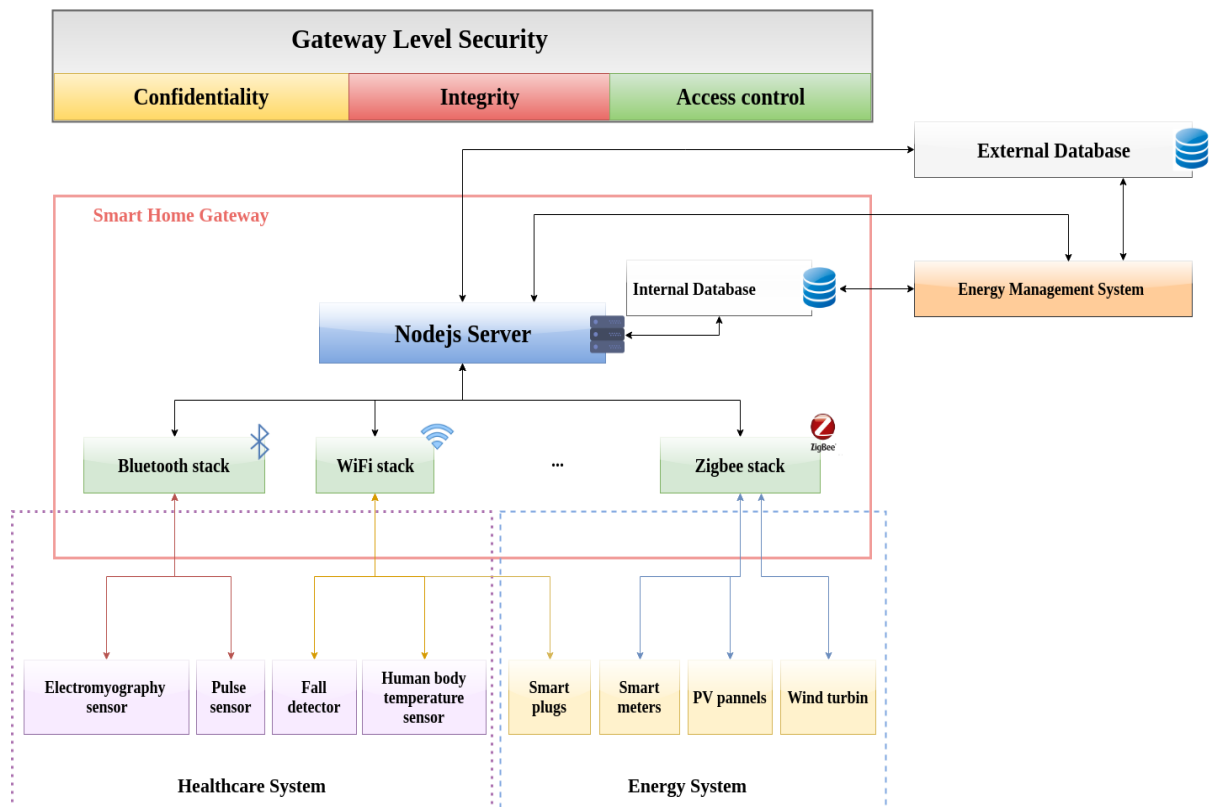 Gateway Level Security
Confidentiality
Integrity
Access control
External Database
Smart Home Gateway
Internal Database
Energy Management System
Nodejs Server
Bluetooth stack
WiFi stack
...
Zigbee stack
ZigBee
Electromyography
sensor
Pulse
sensor
Fall
detector
Human body
temperature
sensor
Smart
plugs
Smart
meters
PV pannels
Wind turbin
Healthcare System
Energy System